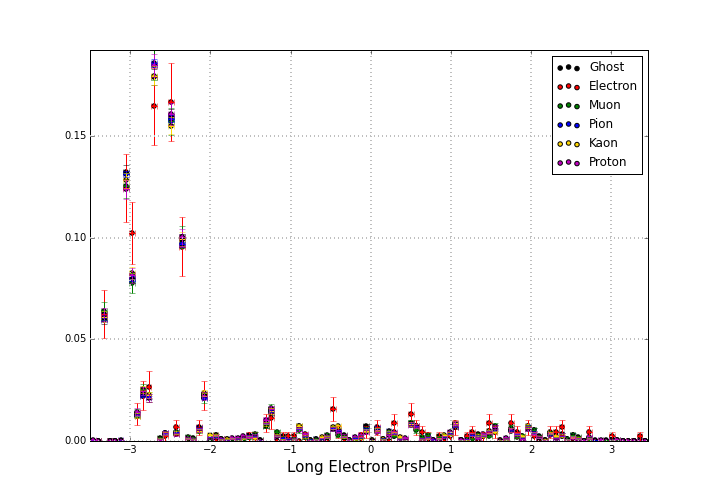 Ghost
Electron
Muon
Pion
Kaon
Proton
0.15
0.10
0.05
0.00
−3 −2 −1 0 1 2 3
Long Electron PrsPIDe